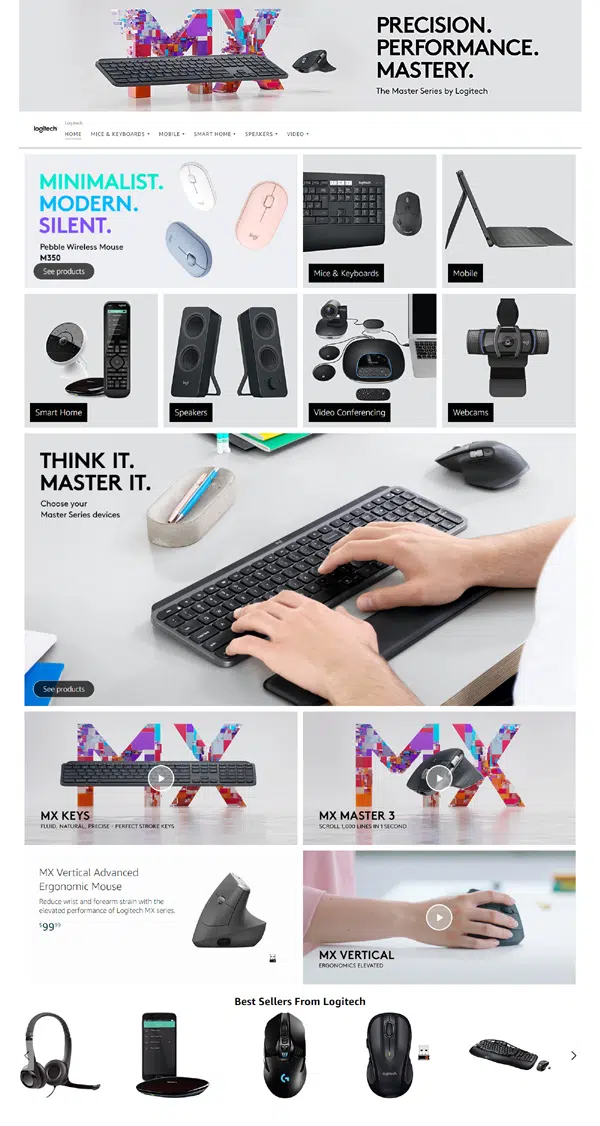 PRECISION.
PERFORMANCE.
MASTERY.
The Master Series by Logitech
logitech
Logitech
HOME
MICE & KEYBOARDS
MOBILE
SMART HOME
SPEAKERS
VIDEO
MINIMALIST.
MODERN.
SILENT.
Pebble Wireless Mouse
M350
See products
Mice & Keyboards
Mobile
Smart Home
Speakers
Video Conferencing
Webcams
THINK IT.
MASTER IT.
Choose your
Master Series devices
See products
MX
MX KEYS
FLUID, NATURAL, PRECISE - PERFECT STROKE KEYS
MX
MX MASTER 3
SCROLL 1,000 LINES IN 1 SECOND
MX Vertical Advanced
Ergonomic Mouse
Reduce wrist and forearm strain with the
elevated performance of Logitech MX series.
$99.99
MX VERTICAL
ERGONOMICS ELEVATED
Best Sellers From Logitech